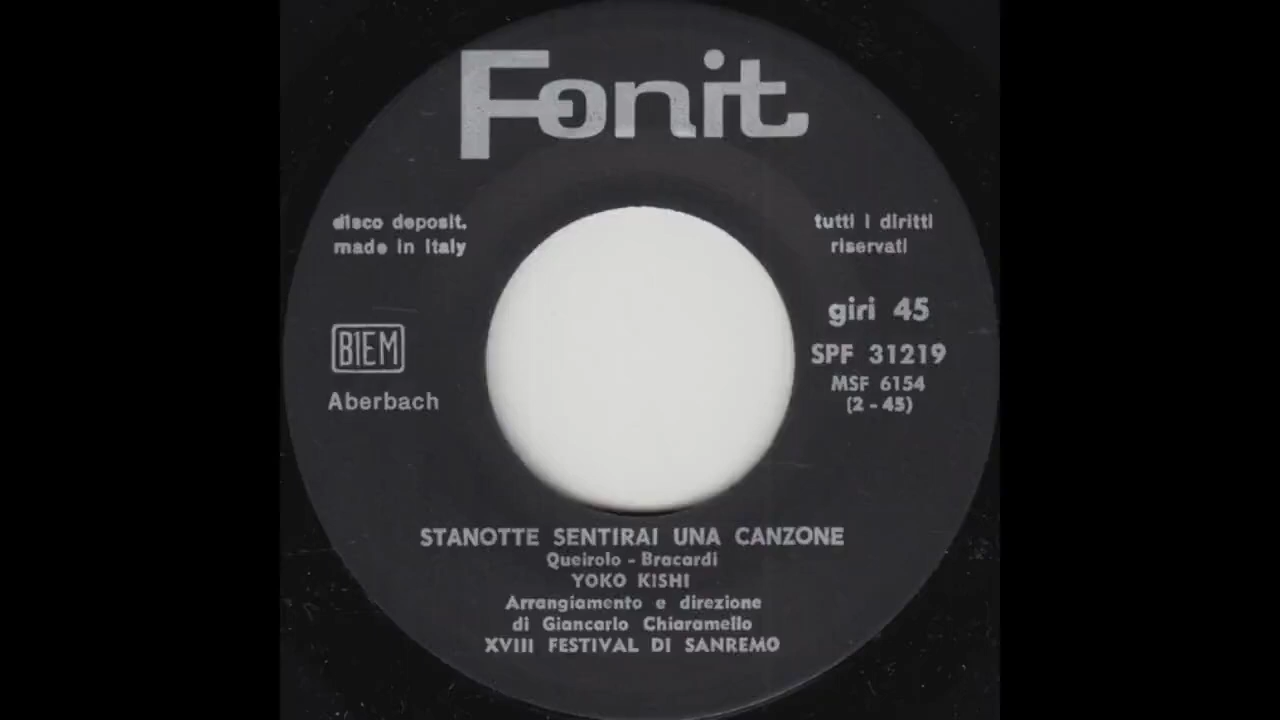 Fonit
disco deposit.
made in Italy
tutti i diritti
riservati
giri 45
SPF 31219
MSF 6154
(2 - 45)
BIEM
Aberbach
STANOTTE SENTIRAI UNA CANZONE
Queirolo - Bracardi
YOKO KISHI
Arrangiamento e direzione
di Giancarlo Chiaramello
XVIII FESTIVAL DI SANREMO